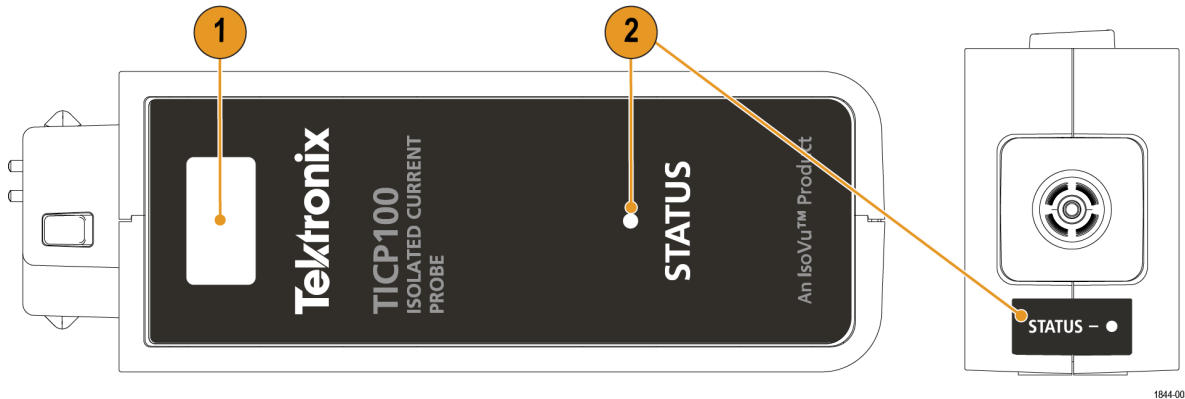 1
2
Tektronix
TICP100
ISOLATED CURRENT
PROBE
STATUS
An IsoVu™ Product
STATUS –
1844-00